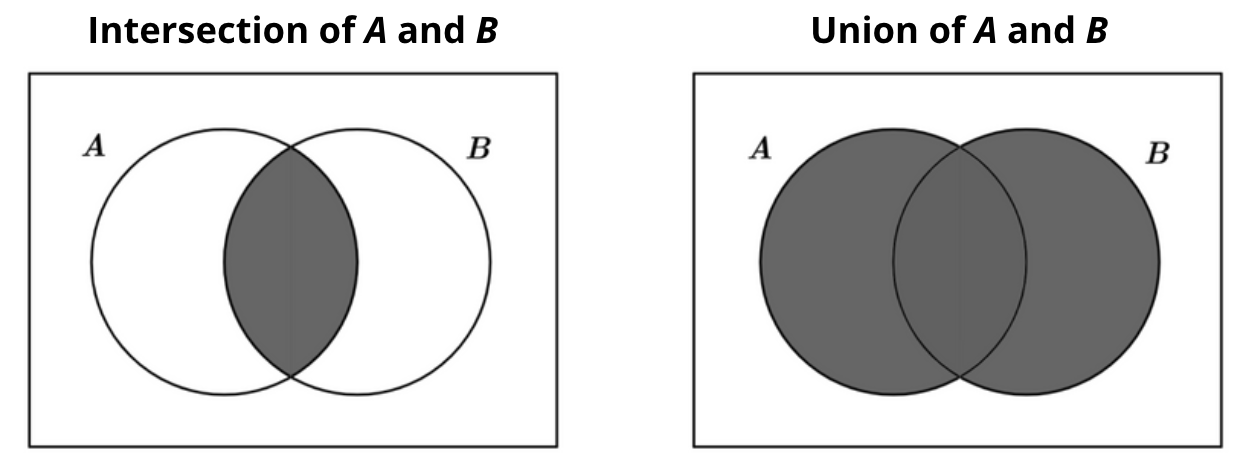 Intersection of A and B
Union of A and B
A
B
A
B